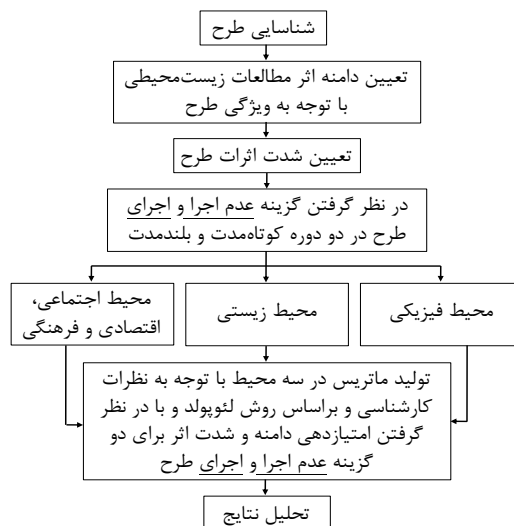 شناسایی طرح
تعیین دامنه اثر مطالعات زیست‌محیطی
با توجه به ویژگی طرح
تعیین شدت اثرات طرح
در نظر گرفتن گزینه عدم اجرا و اجرای
طرح در دو دوره کوتاه‌مدت و بلندمدت
محیط فیزیکی
محیط زیستی
محیط اجتماعی،
اقتصادی و فرهنگی
تولید ماتریس در سه محیط با توجه به نظرات
کارشناسی و براساس روش لئوپولد و با در نظر
گرفتن امتیازدهی دامنه و شدت اثر برای دو
گزینه عدم اجرا و اجرای طرح
تحلیل نتایج